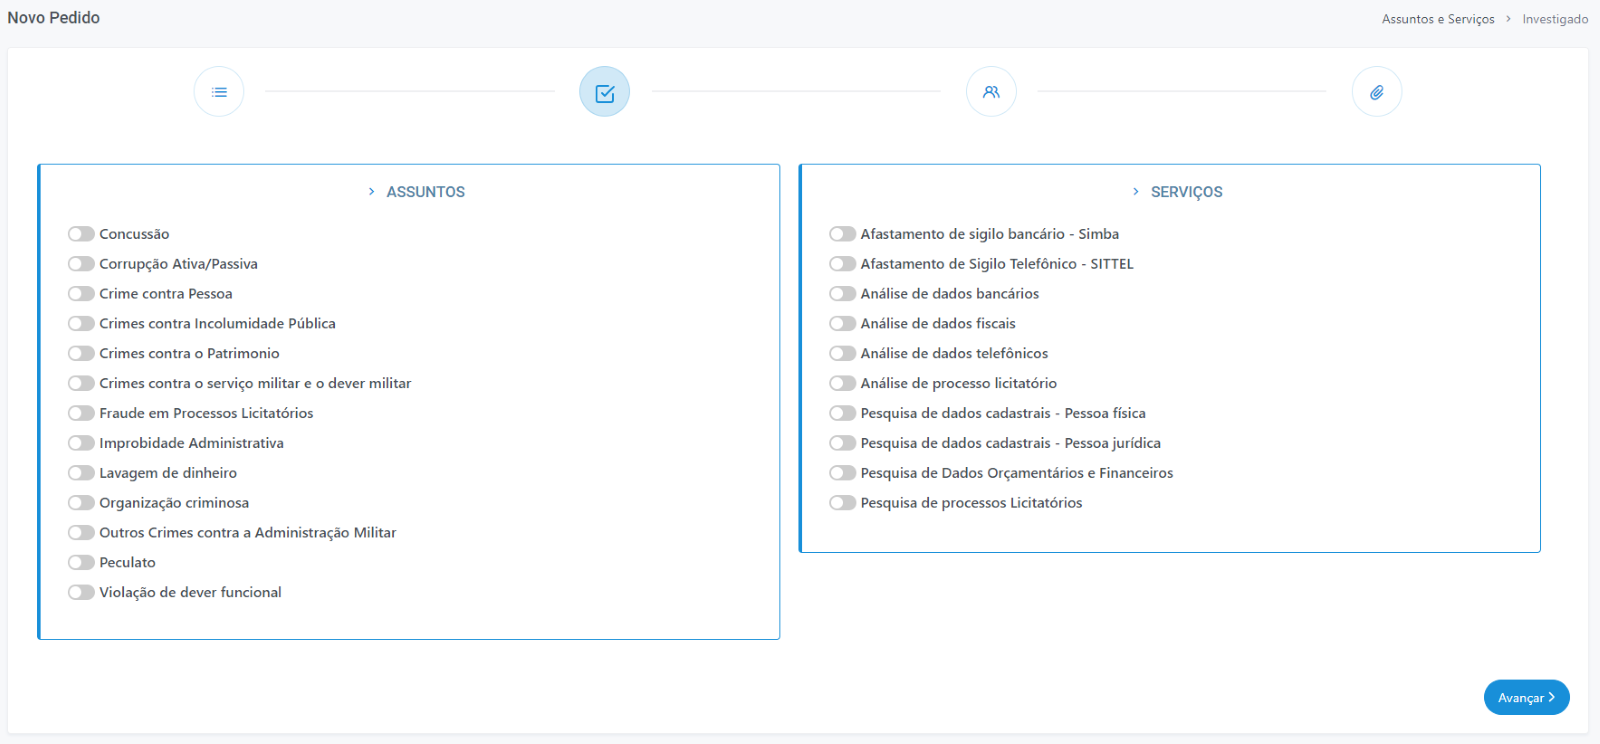 Novo Pedido
Assuntos e Serviços > Investigado
> ASSUNTOS
Concussão
Corrupção Ativa/Passiva
Crime contra Pessoa
Crimes contra Incolumidade Pública
Crimes contra o Patrimonio
Crimes contra o serviço militar e o dever militar
Fraude em Processos Licitatórios
Improbidade Administrativa
Lavagem de dinheiro
Organização criminosa
Outros Crimes contra a Administração Militar
Peculato
Violação de dever funcional
> SERVIÇOS
Afastamento de sigilo bancário - Simba
Afastamento de Sigilo Telefônico - SITTEL
Análise de dados bancários
Análise de dados fiscais
Análise de dados telefônicos
Análise de processo licitatório
Pesquisa de dados cadastrais - Pessoa física
Pesquisa de dados cadastrais - Pessoa jurídica
Pesquisa de Dados Orçamentários e Financeiros
Pesquisa de processos Licitatórios
Avançar >